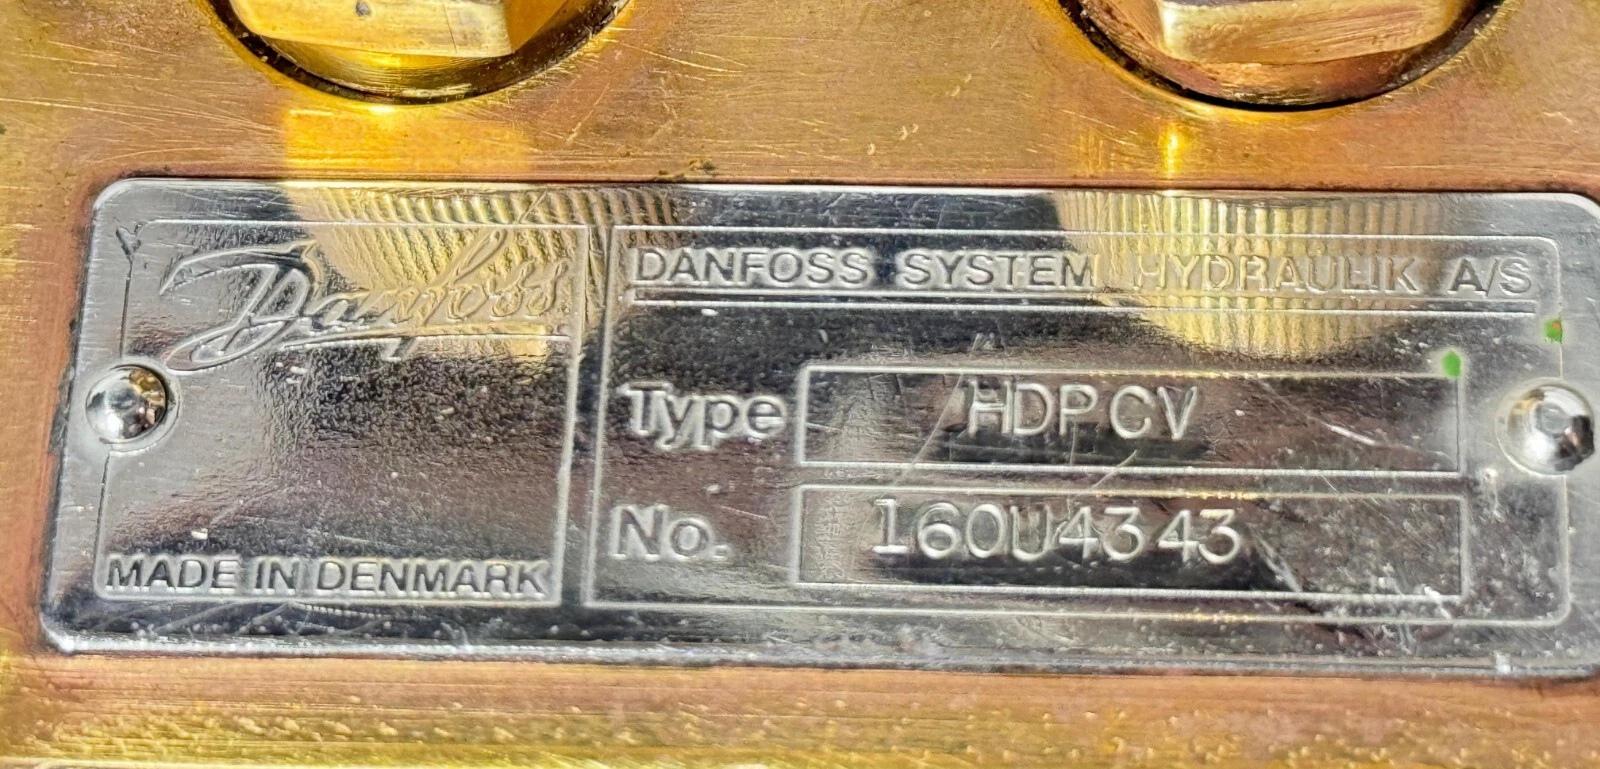 Danfoss
MADE IN DENMARK
DANFOSS SYSTEM HYDRAULIK A/S
Type HDPCV
No. 160U4343